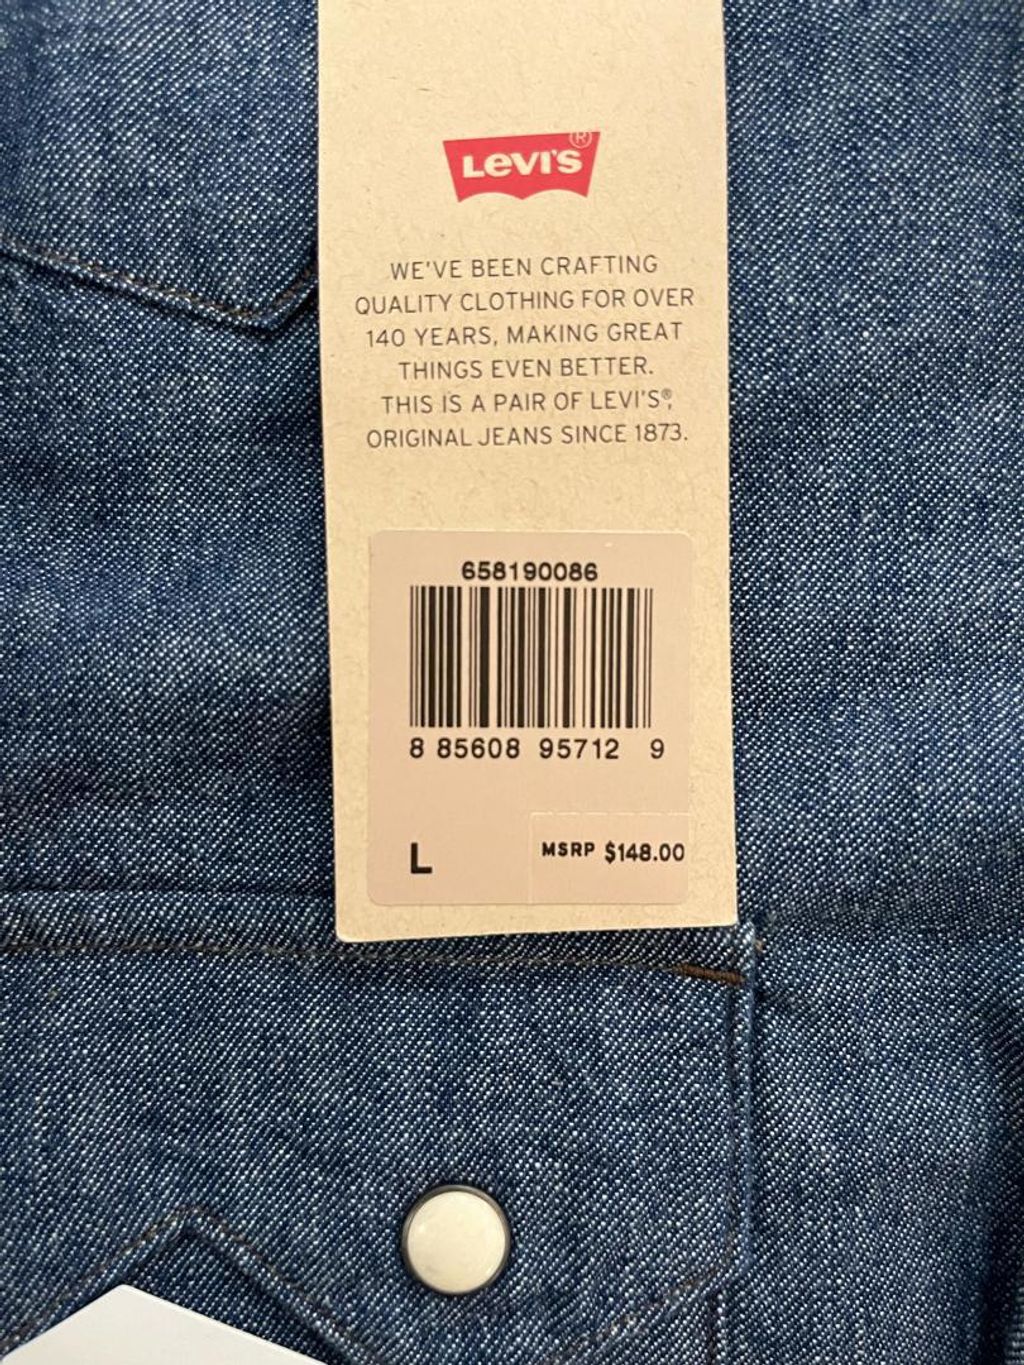 LEVI'S ®
WE'VE BEEN CRAFTING
QUALITY CLOTHING FOR OVER
140 YEARS, MAKING GREAT
THINGS EVEN BETTER.
THIS IS A PAIR OF LEVI'S®,
ORIGINAL JEANS SINCE 1873.
658190086
8 85608 95712 9
L
MSRP $148.00